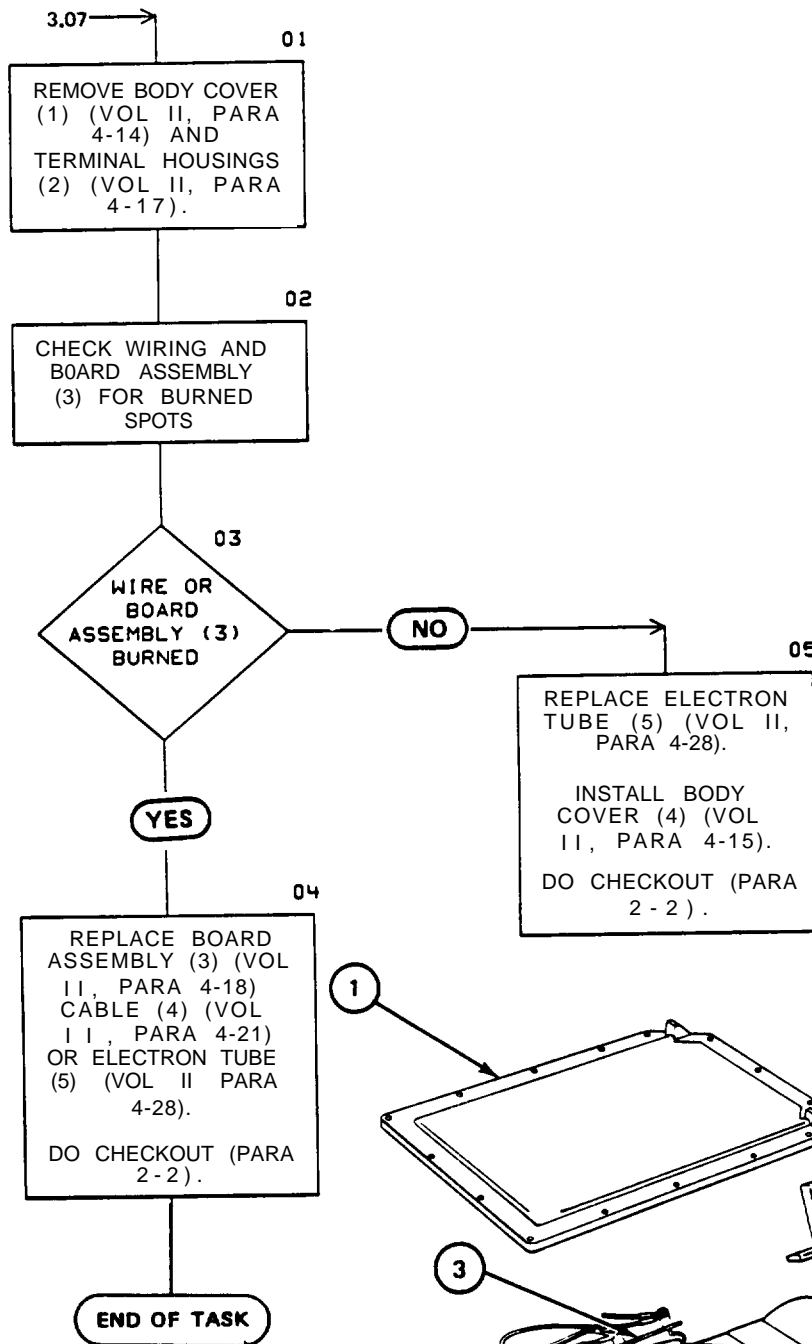 3.07
01
REMOVE BODY COVER
(1) (VOL II, PARA
4-14) AND
TERMINAL HOUSINGS
(2) (VOL II, PARA
4-17).
02
CHECK WIRING AND
BOARD ASSEMBLY
(3) FOR BURNED
SPOTS
03
WIRE OR
BOARD
ASSEMBLY (3)
BURNED
NO
YES
05
REPLACE ELECTRON
TUBE (5) (VOL II,
PARA 4-28).
INSTALL BODY
COVER (4) (VOL
II, PARA 4-15).
DO CHECKOUT (PARA
2-2).
04
REPLACE BOARD
ASSEMBLY (3) (VOL
II, PARA 4-18)
CABLE (4) (VOL
II, PARA 4-21)
OR ELECTRON TUBE
(5) (VOL II PARA
4-28).
DO CHECKOUT (PARA
2-2).
END OF TASK
1
3